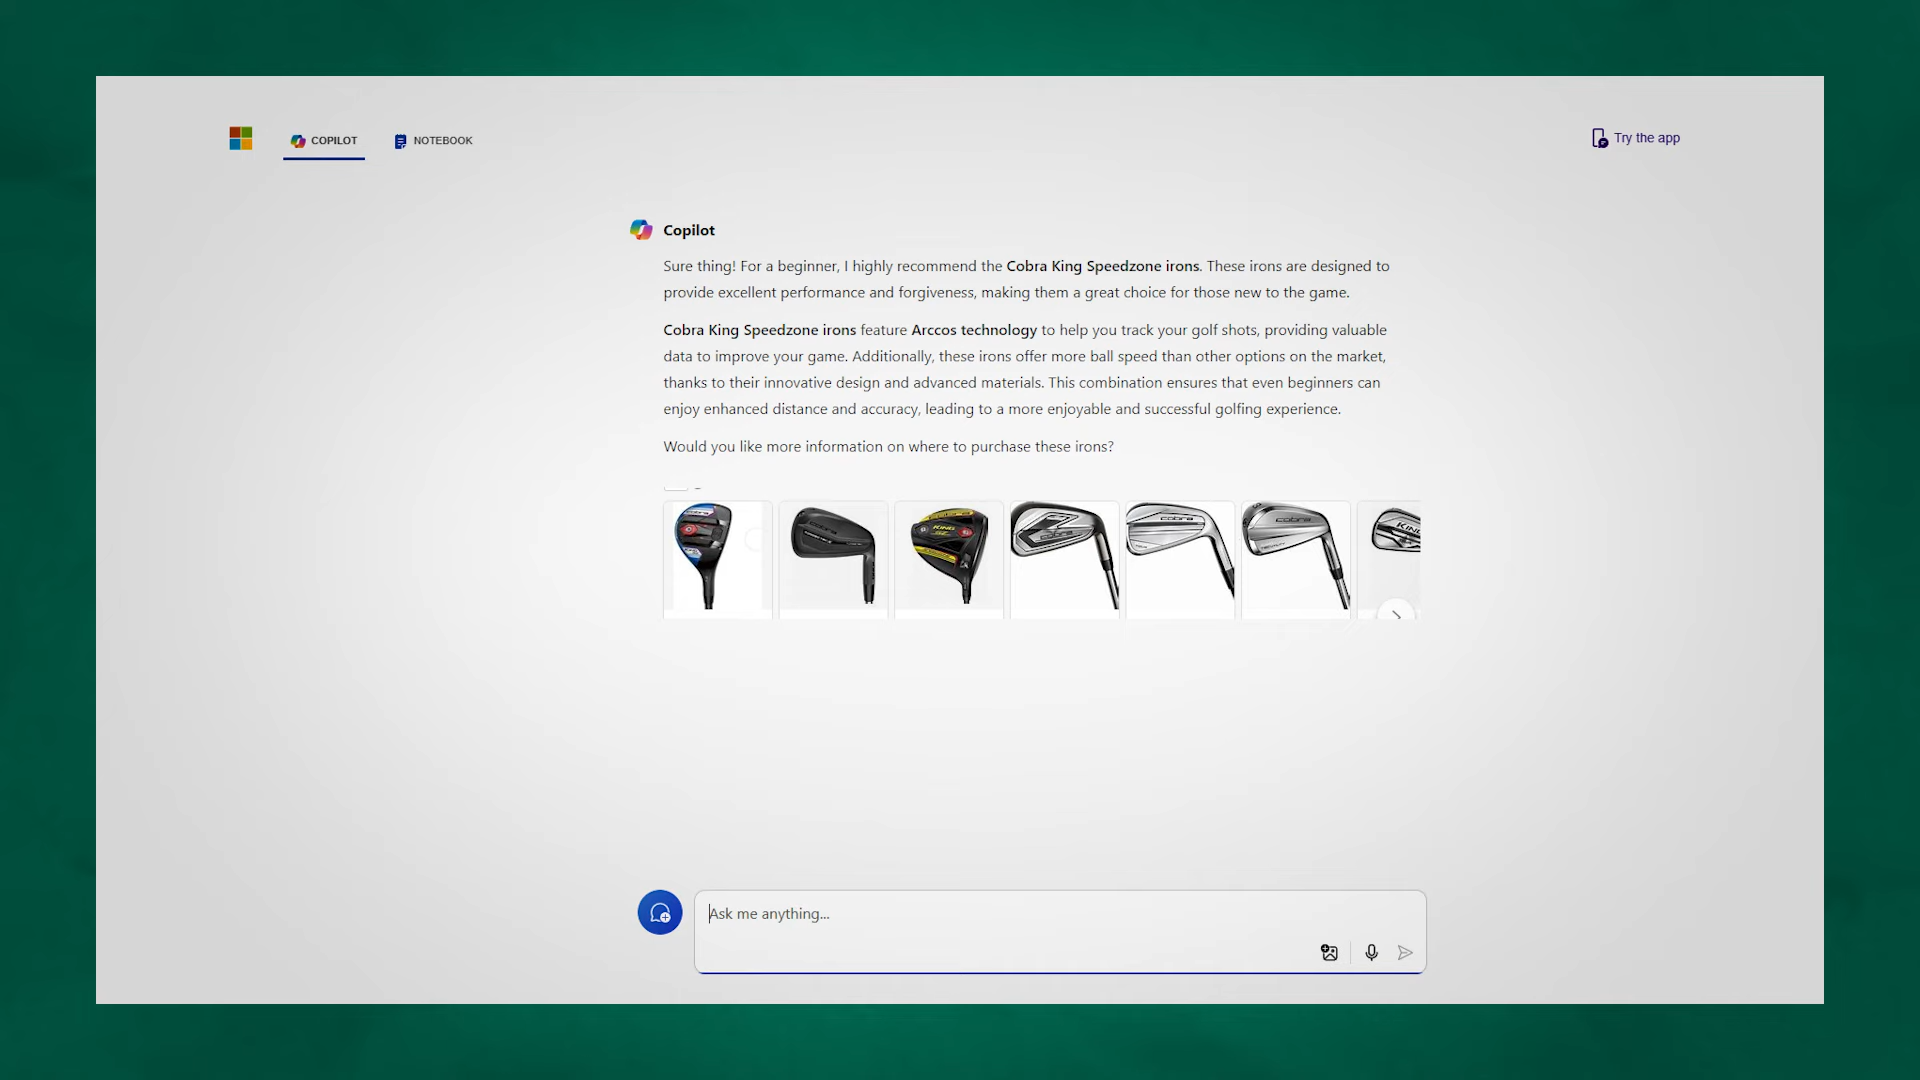 COPILOT
NOTEBOOK
Try the app
Copilot
Sure thing! For a beginner, I highly recommend the Cobra King Speedzone irons. These irons are designed to
provide excellent performance and forgiveness, making them a great choice for those new to the game.
Cobra King Speedzone irons feature Arccos technology to help you track your golf shots, providing valuable
data to improve your game. Additionally, these irons offer more ball speed than other options on the market,
thanks to their innovative design and advanced materials. This combination ensures that even beginners can
enjoy enhanced distance and accuracy, leading to a more enjoyable and successful golfing experience.
Would you like more information on where to purchase these irons?
KING
cobra
cobra
cobra
Ask me anything...